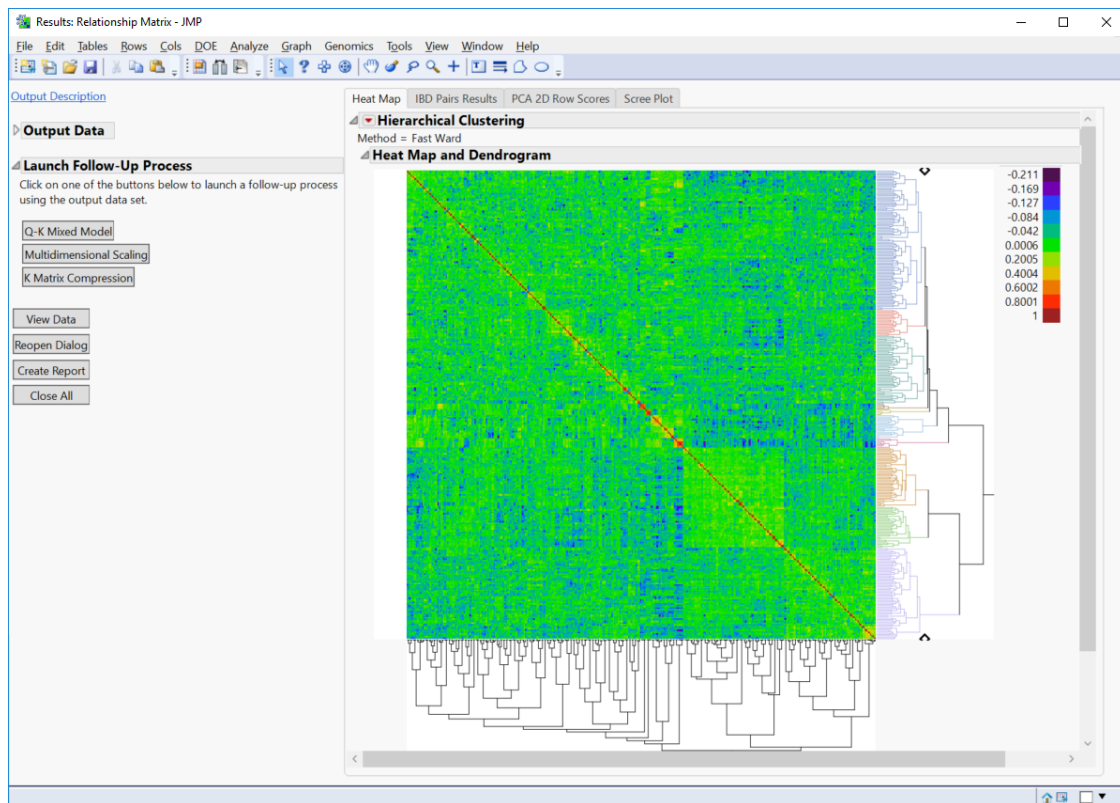 Results: Relationship Matrix - JMP
File Edit Tables Rows Cols DOE Analyze Graph Genomics Tools View Window Help
Output Description
Output Data
Launch Follow-Up Process
Click on one of the buttons below to launch a follow-up process
using the output data set.
Q-K Mixed Model
Multidimensional Scaling
K Matrix Compression
View Data
Reopen Dialog
Create Report
Close All
Heat Map IBD Pairs Results PCA 2D Row Scores Scree Plot
Hierarchical Clustering
Method = Fast Ward
Heat Map and Dendrogram
-0.211
-0.169
-0.127
-0.084
-0.042
0.0006
0.2005
0.4004
0.6002
0.8001
1